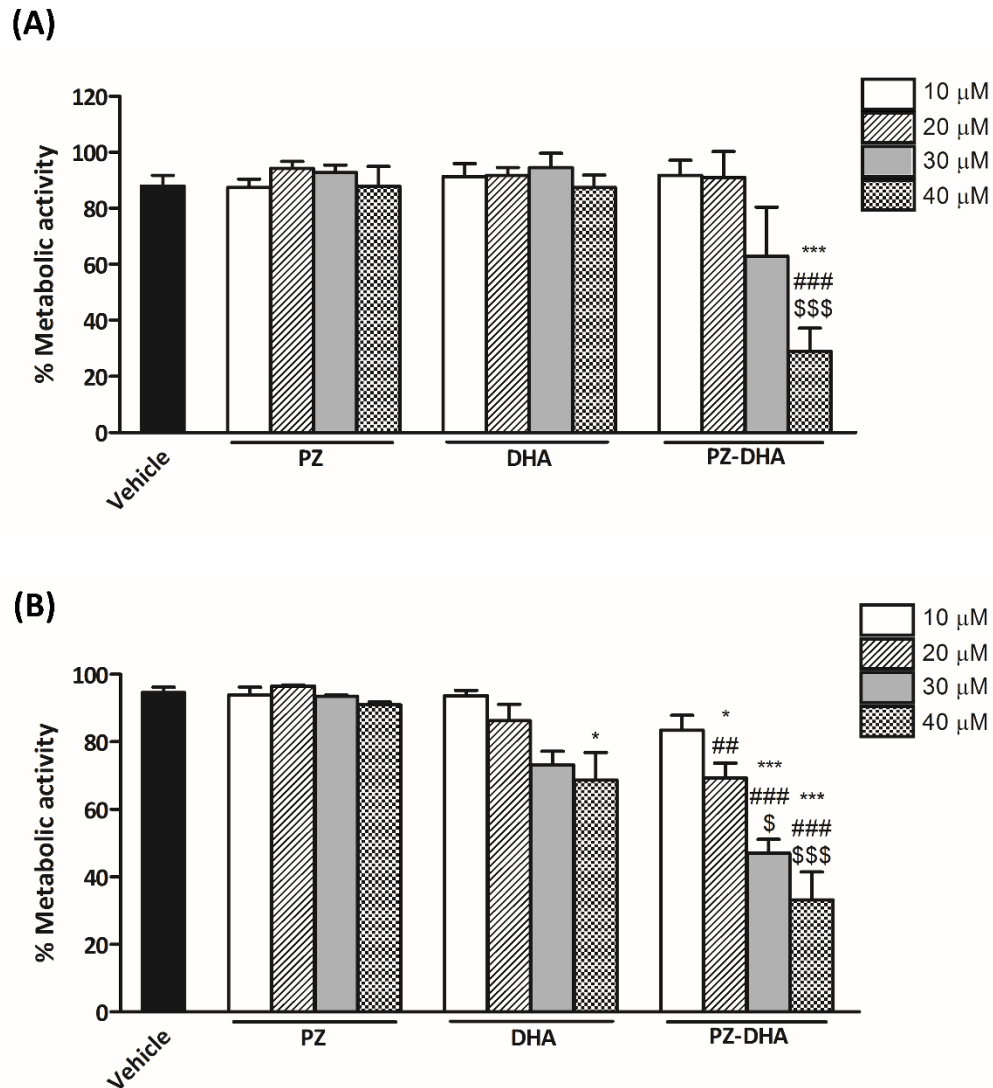 (A)
120
100
80
60
40
20
0
% Metabolic activity
Vehicle
PZ
DHA
PZ-DHA
***
###
$$$
10 μM
20 μM
30 μM
40 μM
(B)
100
80
60
40
20
0
% Metabolic activity
Vehicle
PZ
DHA
PZ-DHA
*
*
##
***
###
$
***
###
$$$
10 μM
20 μM
30 μM
40 μM